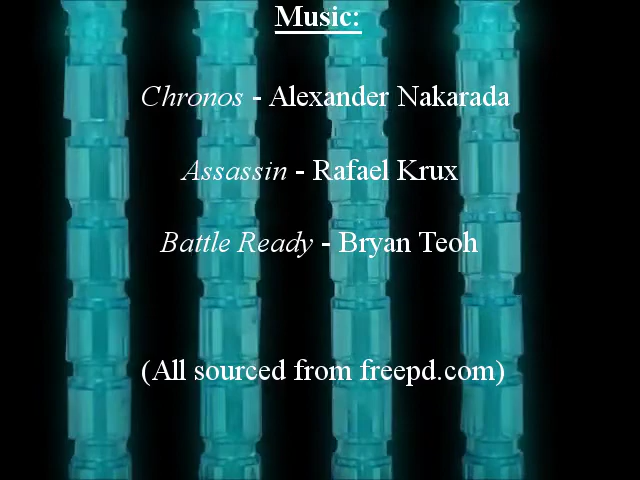 Music:
Chronos - Alexander Nakarada
Assassin - Rafael Krux
Battle Ready - Bryan Teoh
(All sourced from freepd.com)